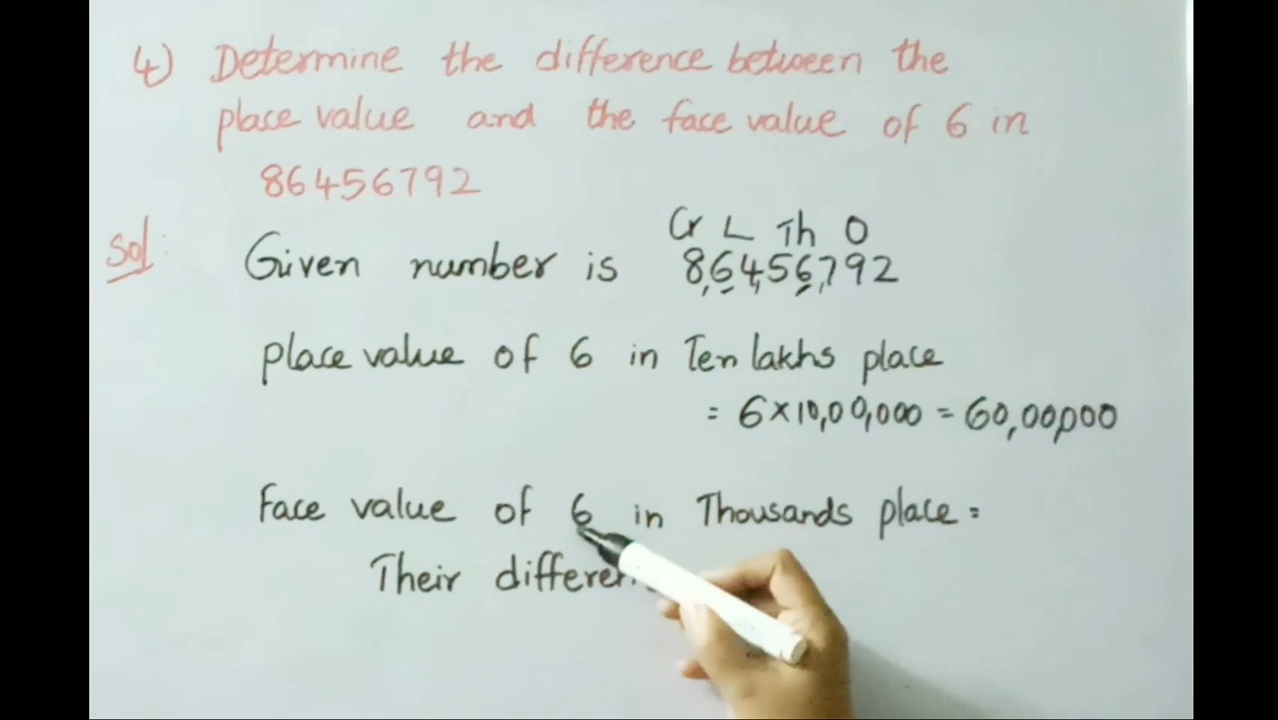 4) Determine the difference between the
place value and the face value of 6 in
86456792
Sol:
Cr L Th O
Given number is 8,64,56,792
place value of 6 in Ten lakhs place
= 6×10,00,000 = 60,00,000
Face value of 6 in Thousands place =
Their